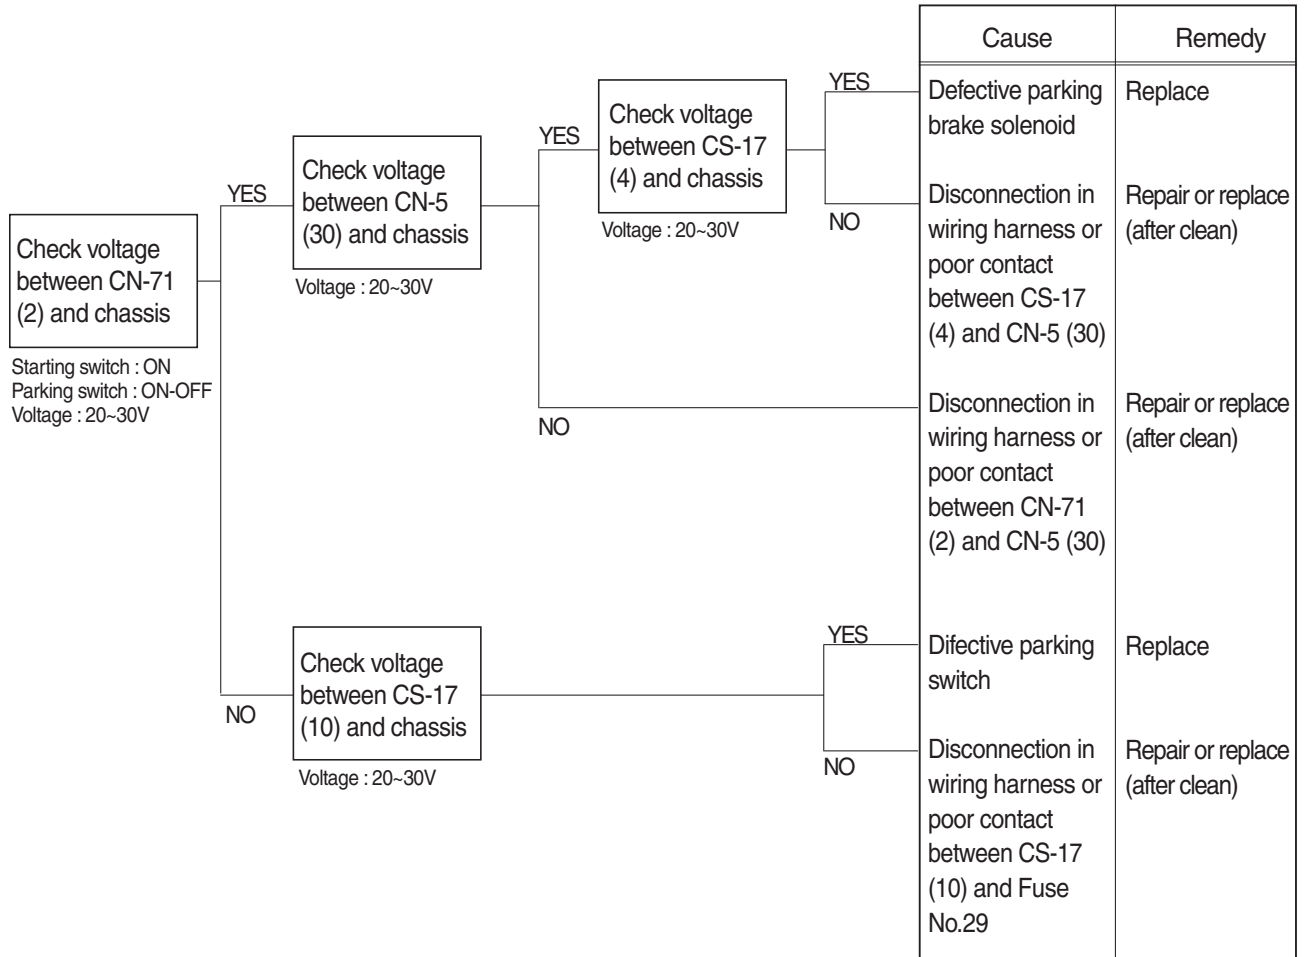 Cause
Remedy
YES
Defective parking
brake solenoid
Replace
Check voltage
between CS-17
(4) and chassis
Voltage : 20~30V
YES
NO
Disconnection in
wiring harness or
poor contact
between CS-17
(4) and CN-5 (30)
Repair or replace
(after clean)
Check voltage
between CN-5
(30) and chassis
Voltage : 20~30V
YES
Check voltage
between CN-71
(2) and chassis
Starting switch : ON
Parking switch : ON-OFF
Voltage : 20~30V
NO
Disconnection in
wiring harness or
poor contact
between CN-71
(2) and CN-5 (30)
Repair or replace
(after clean)
NO
Check voltage
between CS-17
(10) and chassis
Voltage : 20~30V
YES
Difective parking
switch
Replace
NO
Disconnection in
wiring harness or
poor contact
between CS-17
(10) and Fuse
No.29
Repair or replace
(after clean)